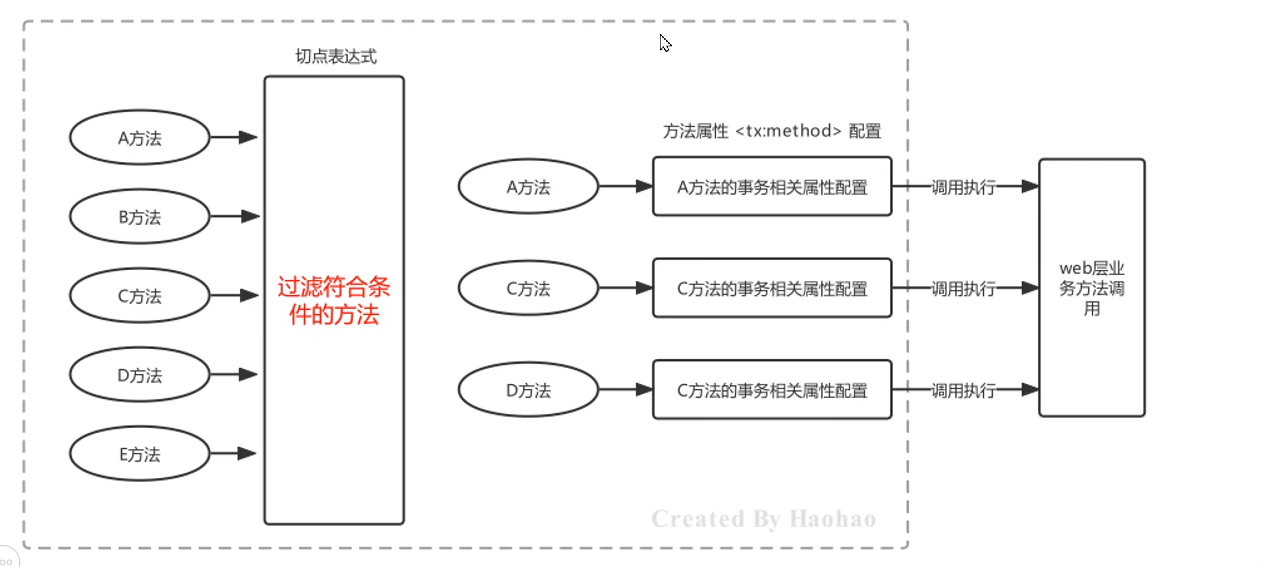 切点表达式
A方法
B方法
C方法
D方法
E方法
过滤符合条
件的方法
方法属性 <tx:method> 配置
A方法
A方法的事务相关属性配置
调用执行
C方法
C方法的事务相关属性配置
调用执行
D方法
C方法的事务相关属性配置
调用执行
web层业
务方法调
用
Created By Haohao